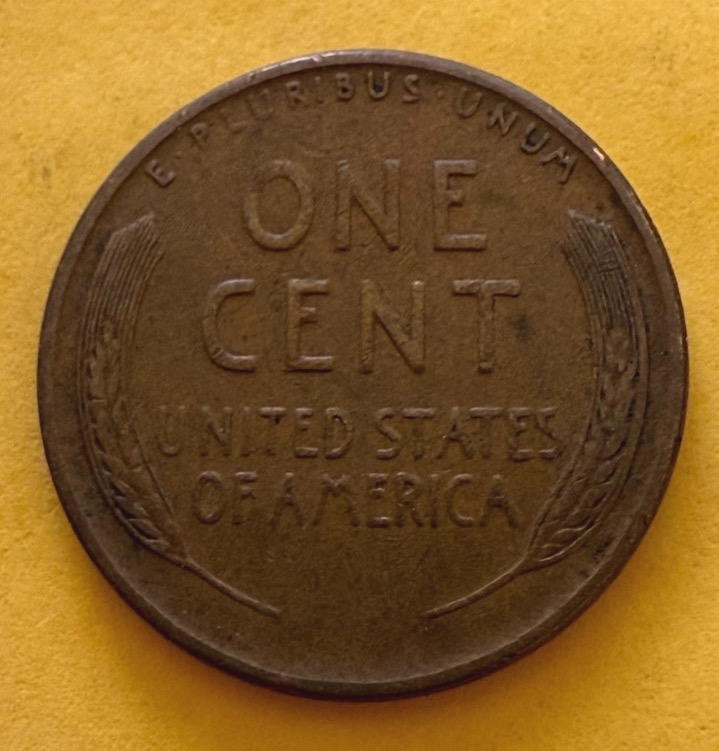 E·PLURIBUS·UNUM
ONE
CENT
UNITED STATES
OF AMERICA